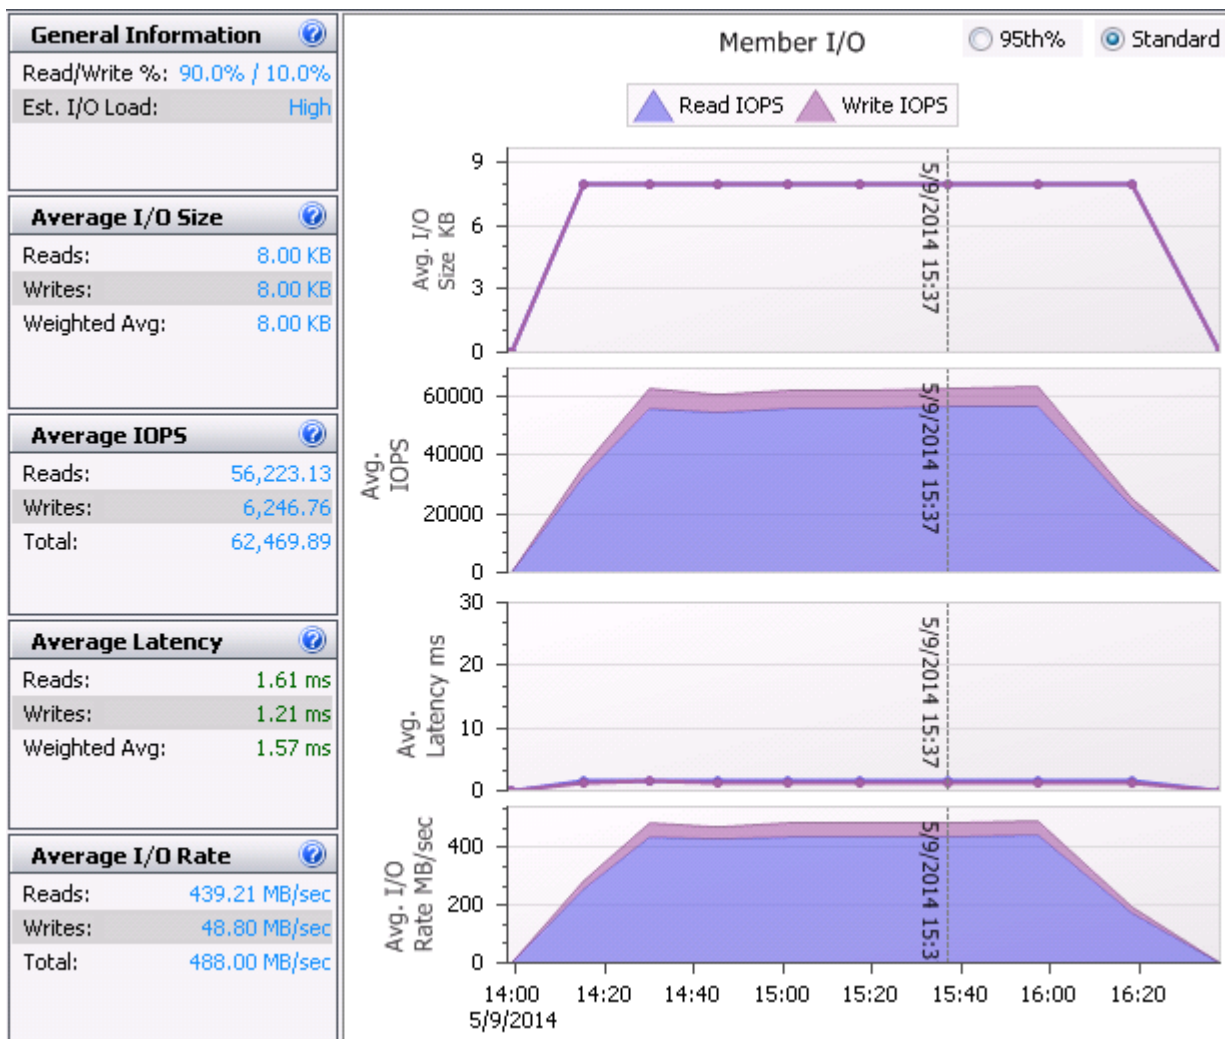 General Information
Read/Write %: 90.0% / 10.0%
Est. I/O Load: High
Average I/O Size
Reads: 8.00 KB
Writes: 8.00 KB
Weighted Avg: 8.00 KB
Average IOPS
Reads: 56,223.13
Writes: 6,246.76
Total: 62,469.89
Average Latency
Reads: 1.61 ms
Writes: 1.21 ms
Weighted Avg: 1.57 ms
Average I/O Rate
Reads: 439.21 MB/sec
Writes: 48.80 MB/sec
Total: 488.00 MB/sec
Member I/O
95th% Standard
Read IOPS Write IOPS
Avg. I/O
Size KB
9
6
3
0
5/9/2014 15:37
Avg.
IOPS
60000
40000
20000
0
5/9/2014 15:37
Avg.
Latency ms
30
20
10
0
5/9/2014 15:37
Avg. I/O
Rate MB/sec
400
200
0
5/9/2014 15:3
14:00 14:20 14:40 15:00 15:20 15:40 16:00 16:20
5/9/2014